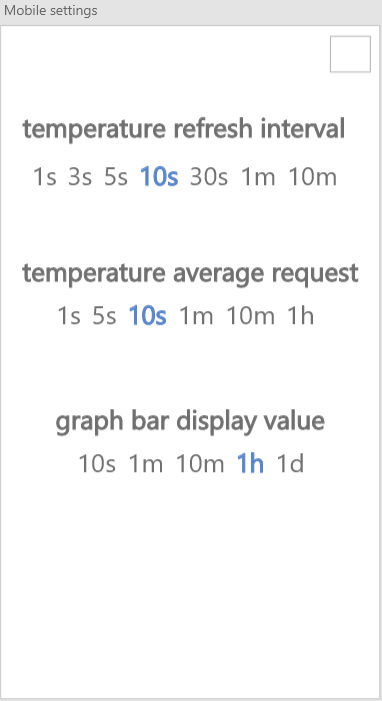 Mobile settings
temperature refresh interval
1s 3s 5s 10s 30s 1m 10m
temperature average request
1s 5s 10s 1m 10m 1h
graph bar display value
10s 1m 10m 1h 1d